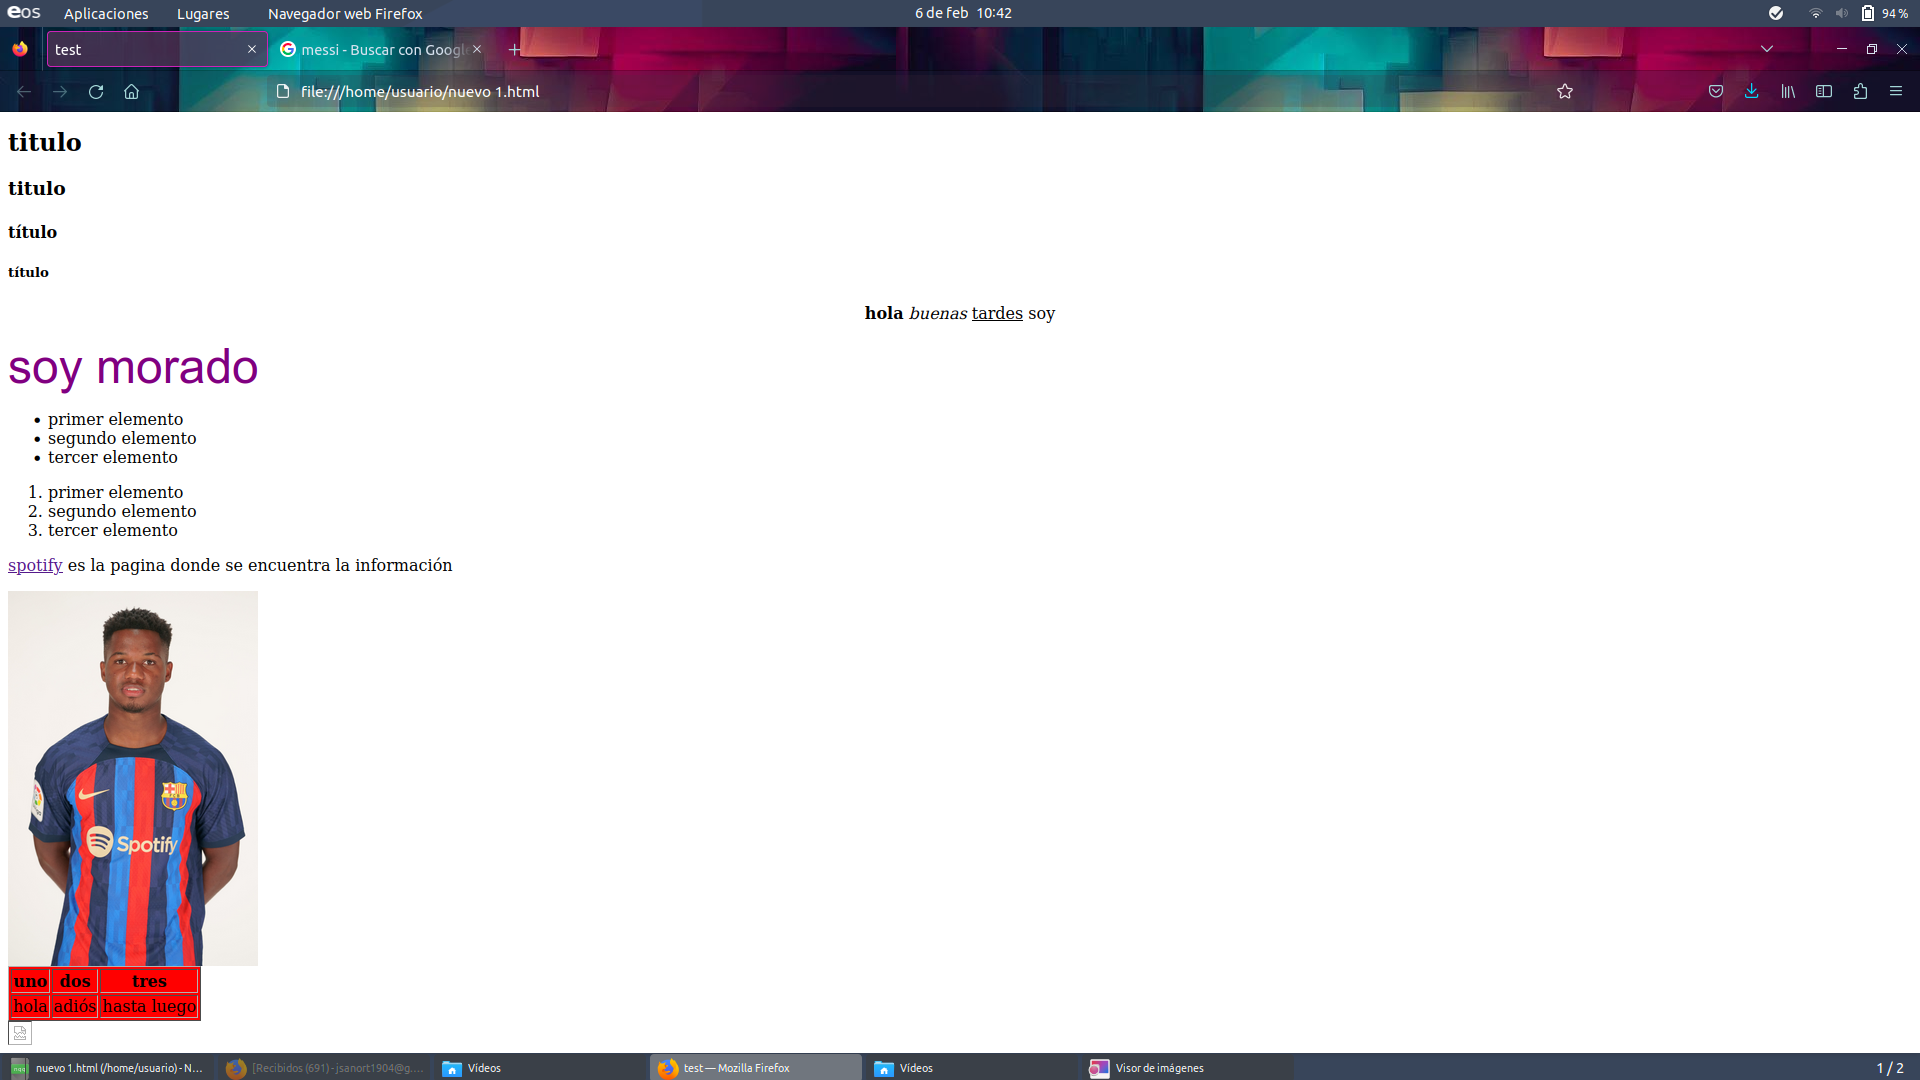 eos Aplicaciones Lugares Navegador web Firefox 6 de feb 10:42 94 %
test messi - Buscar con Googl
file:///home/usuario/nuevo 1.html
titulo
titulo
título
título
hola buenas tardes soy
soy morado
• primer elemento
• segundo elemento
• tercer elemento
1. primer elemento
2. segundo elemento
3. tercer elemento
spotify es la pagina donde se encuentra la información
Spotify
uno dos tres
hola adiós hasta luego
nuevo 1.html (/home/usuario) - N... [Recibidos (691) - jsanort1904@g.... Vídeos test — Mozilla Firefox Vídeos Visor de imágenes 1 / 2